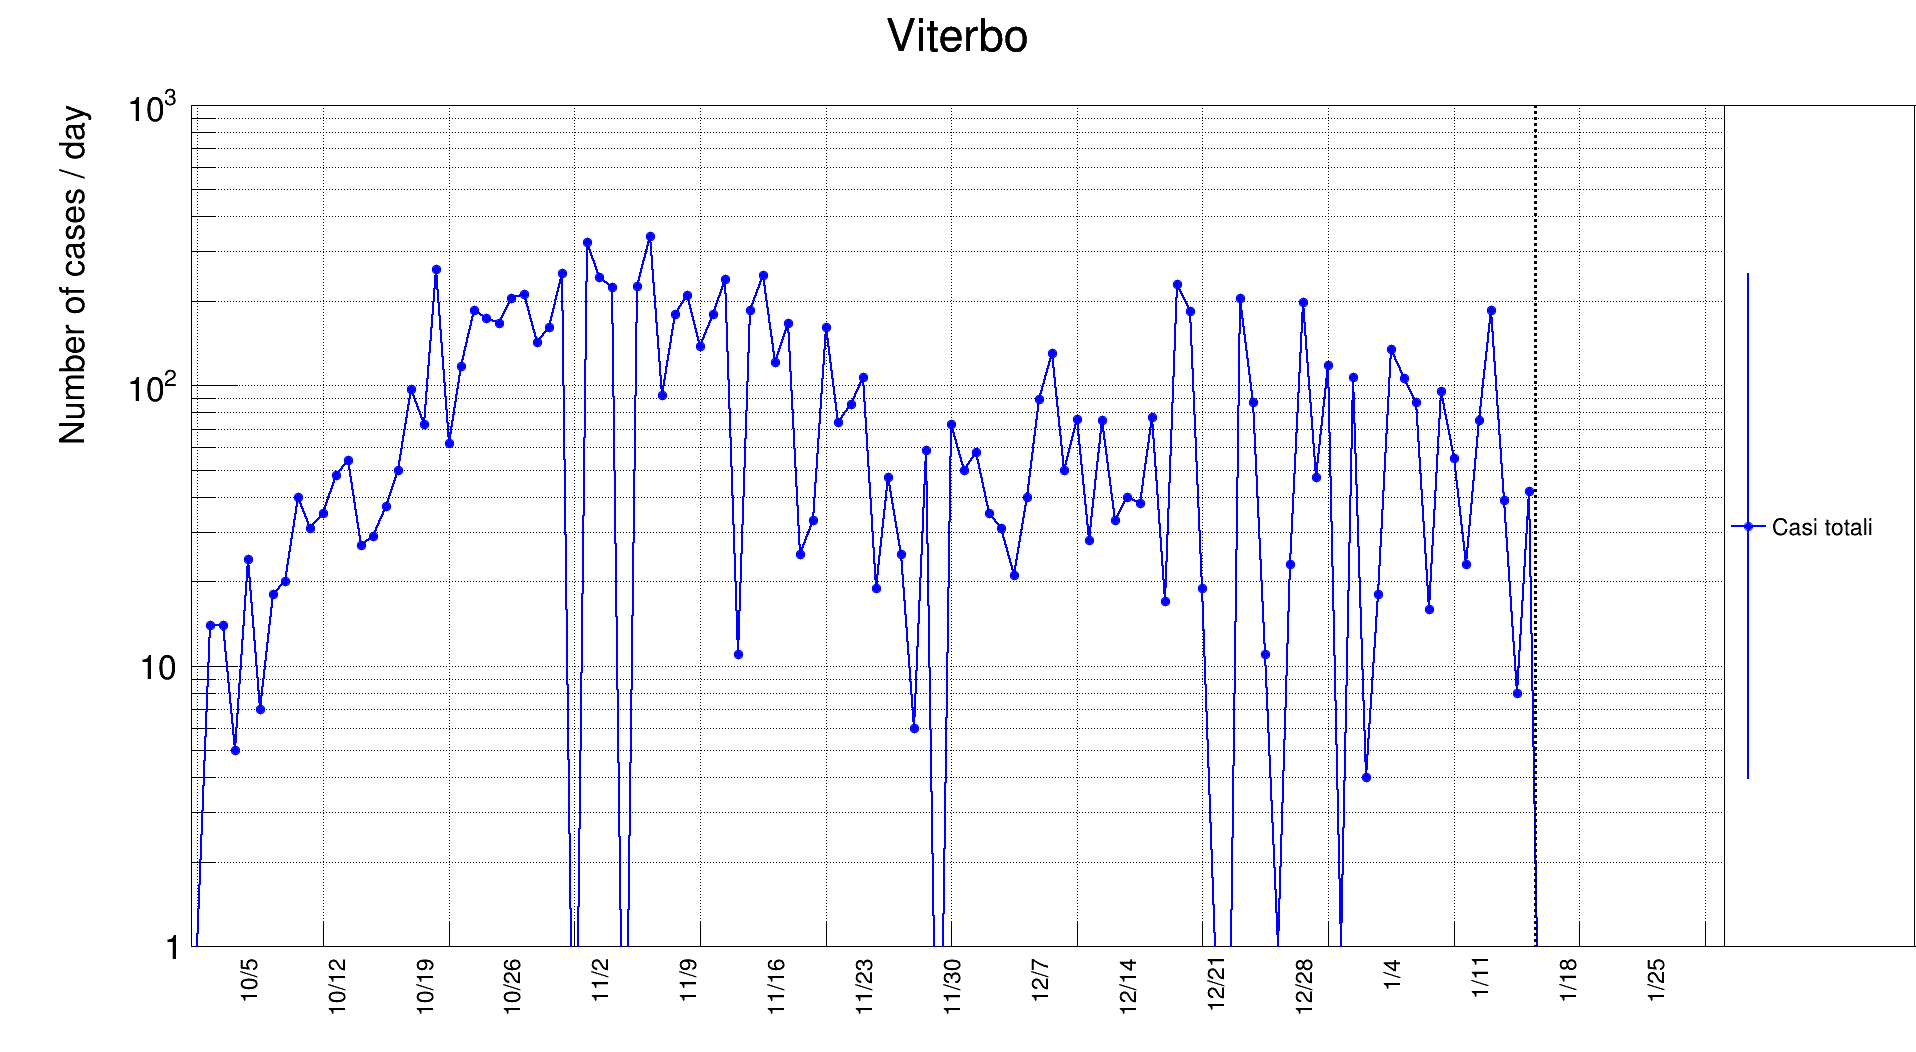 Viterbo
Number of cases / day
10³
10²
10
1
10/5 10/12 10/19 10/26 11/2 11/9 11/16 11/23 11/30 12/7 12/14 12/21 12/28 1/4 1/11 1/18 1/25
Casi totali